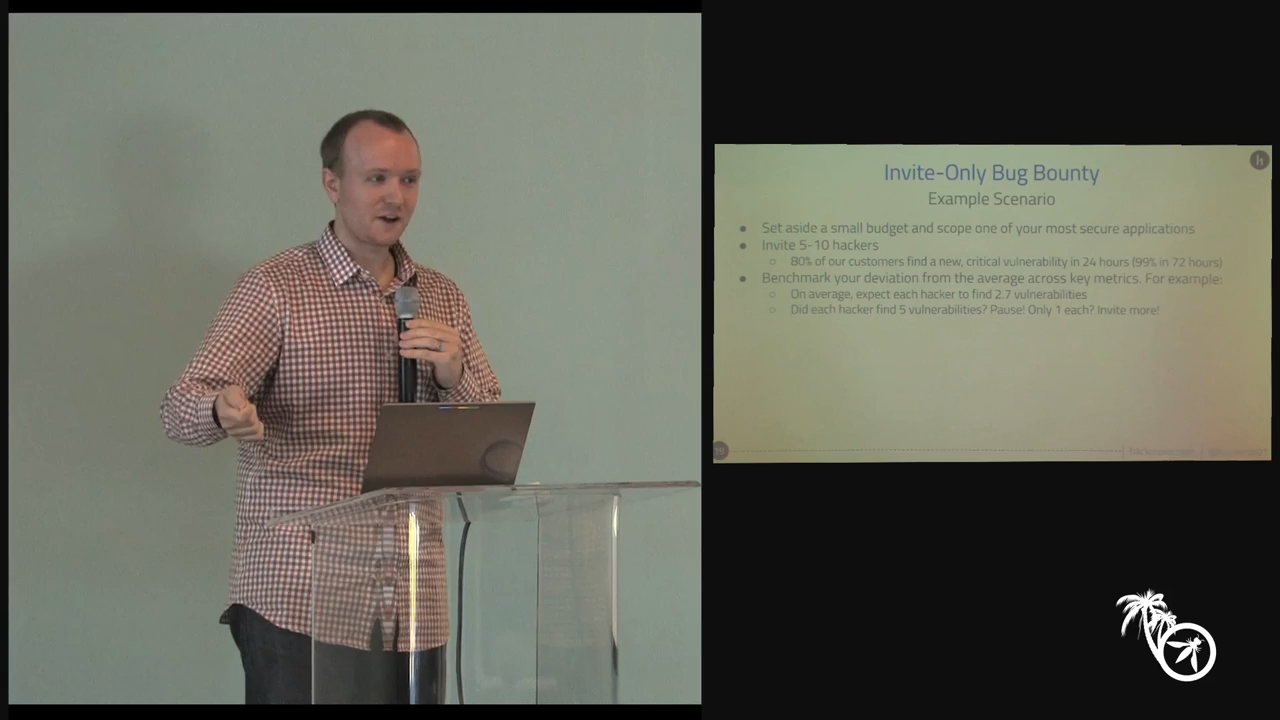 h
Invite-Only Bug Bounty
Example Scenario
● Set aside a small budget and scope one of your most secure applications
● Invite 5-10 hackers
○ 80% of our customers find a new, critical vulnerability in 24 hours (99% in 72 hours)
● Benchmark your deviation from the average across key metrics. For example:
○ On average, expect each hacker to find 2.7 vulnerabilities
○ Did each hacker find 5 vulnerabilities? Pause! Only 1 each? Invite more!